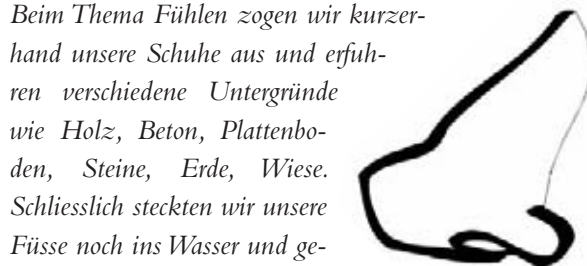 Beim Thema Fühlen zogen wir kurzer-
hand unsere Schuhe aus und erfuh-
ren verschiedene Untergründe
wie Holz, Beton, Plattenbo-
den, Steine, Erde, Wiese.
Schliesslich steckten wir unsere
Füsse noch ins Wasser und ge-